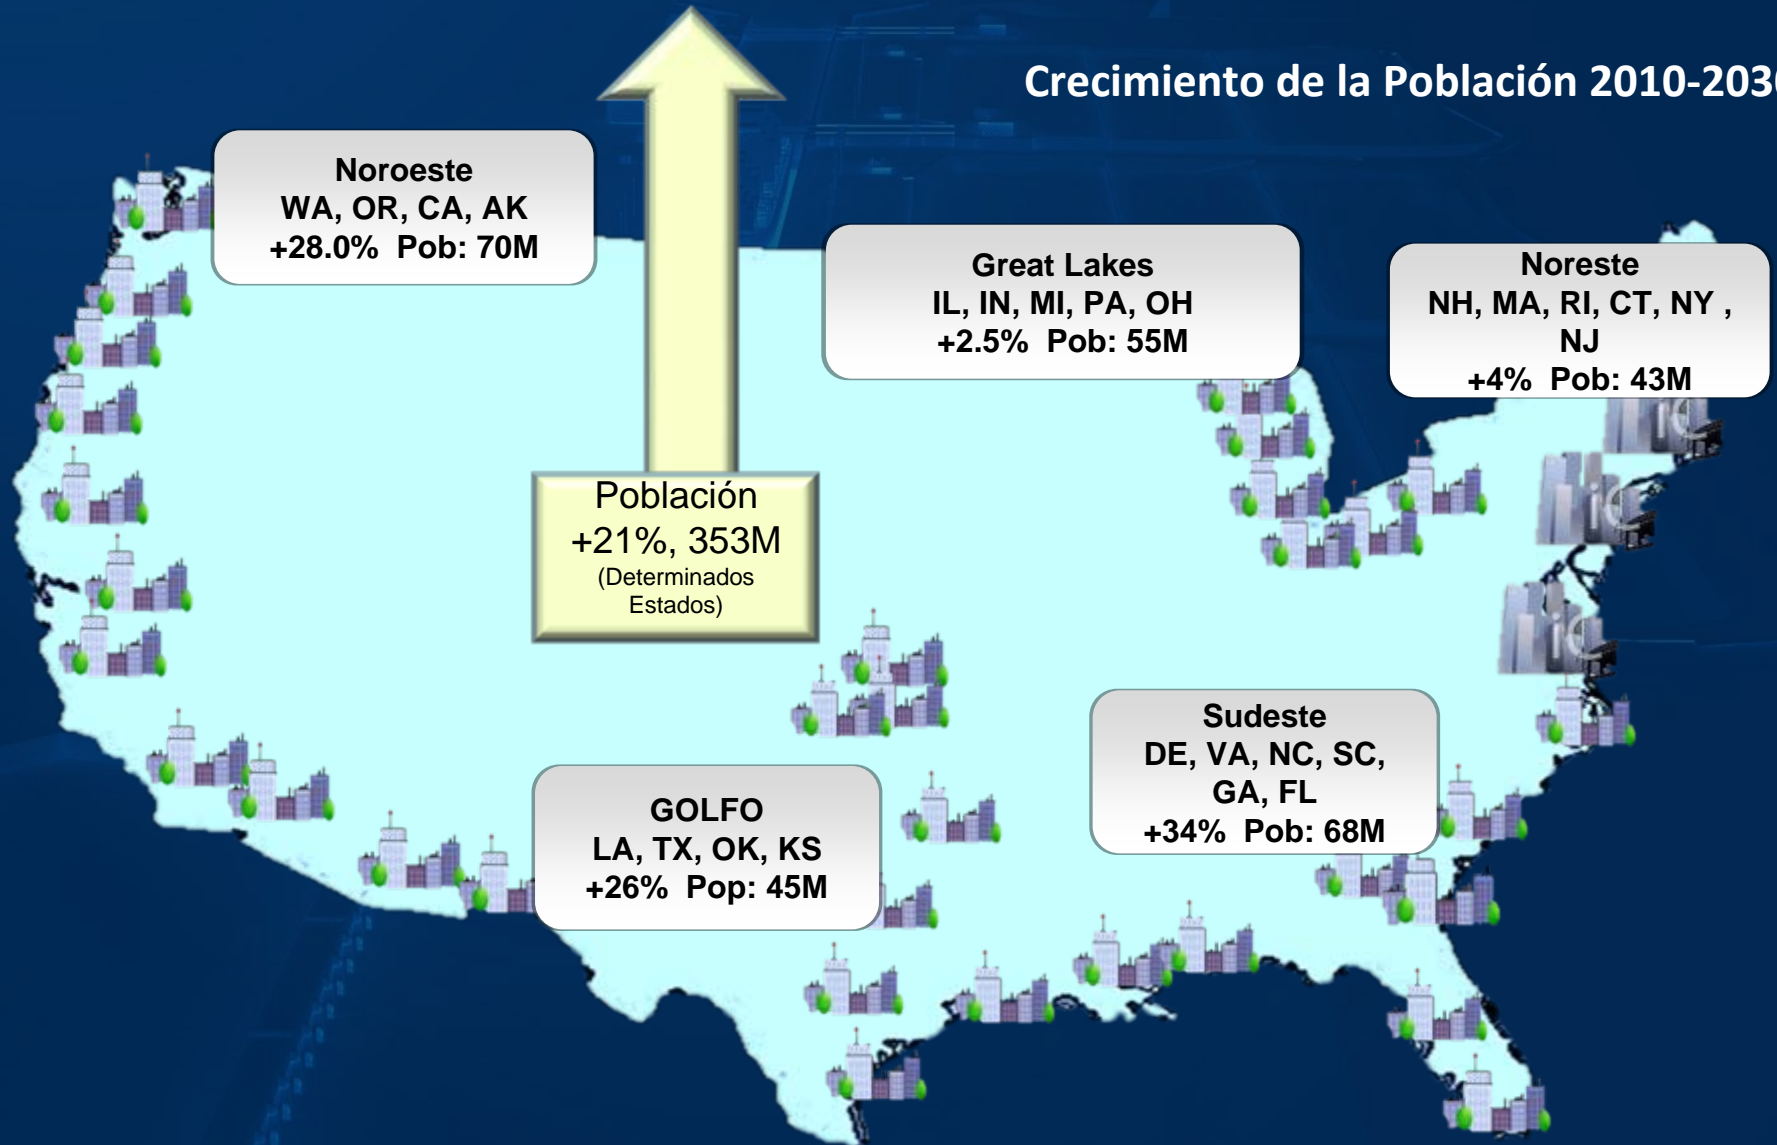 Crecimiento de la Población 2010-2030
Noroeste
WA, OR, CA, AK
+28.0% Pob: 70M
Great Lakes
IL, IN, MI, PA, OH
+2.5% Pob: 55M
Noreste
NH, MA, RI, CT, NY ,
NJ
+4% Pob: 43M
Población
+21%, 353M
(Determinados
Estados)
Sudeste
DE, VA, NC, SC,
GA, FL
+34% Pob: 68M
GOLFO
LA, TX, OK, KS
+26% Pop: 45M